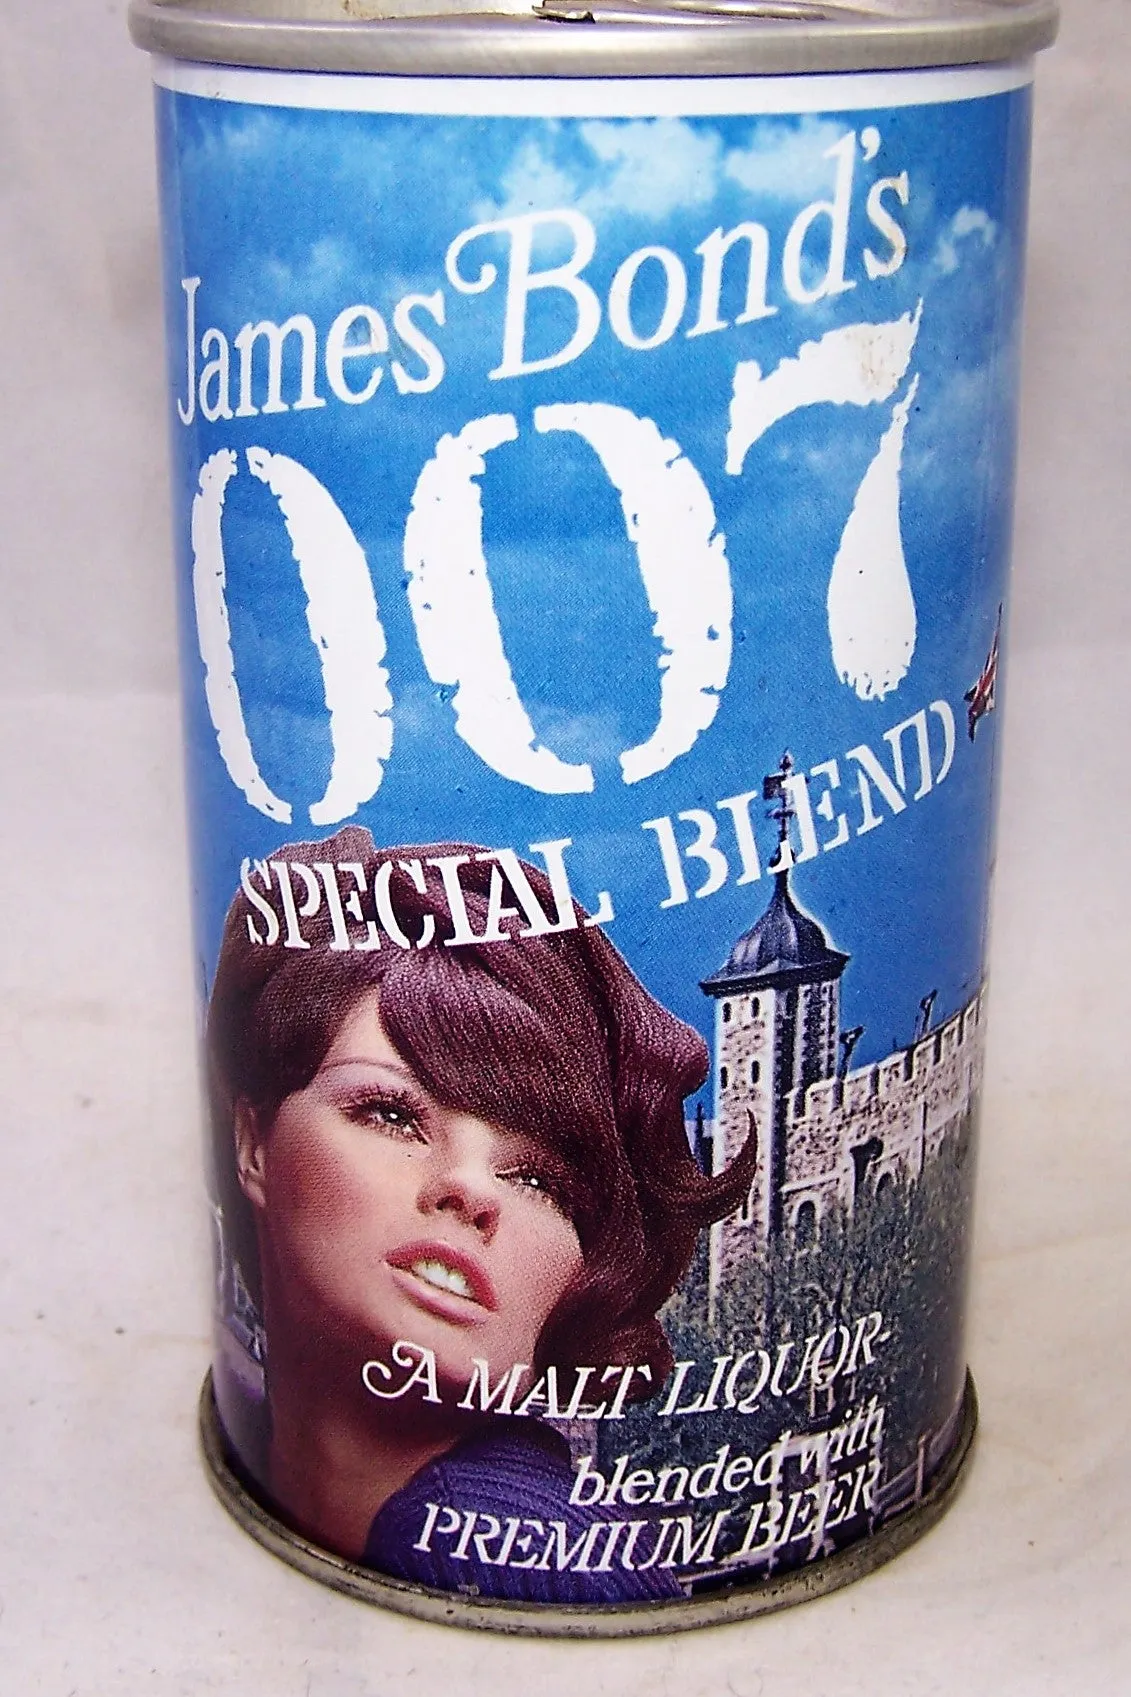 James Bond's
007
SPECIAL BLEND
A MALT LIQUOR-
blended with
PREMIUM BEER